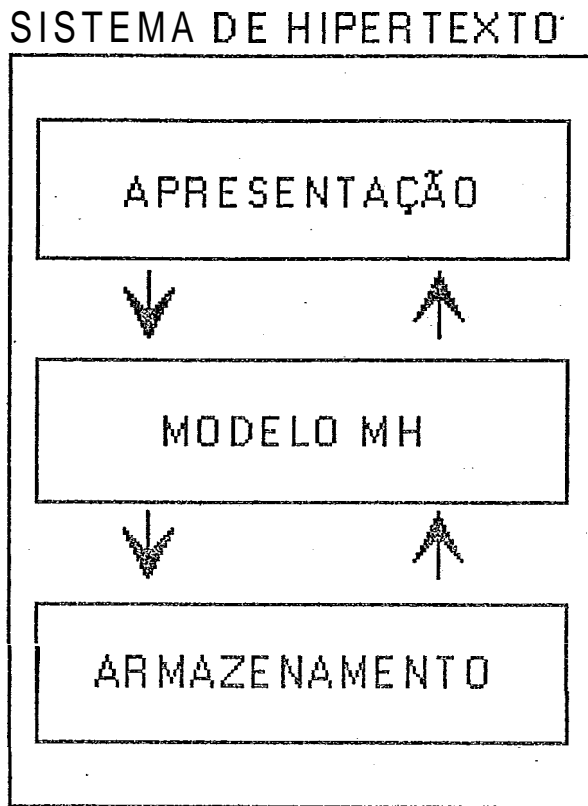 SISTEMA DE HIPERTEXTO
APRESENTAÇÃO
MODELO MH
ARMAZENAMENTO